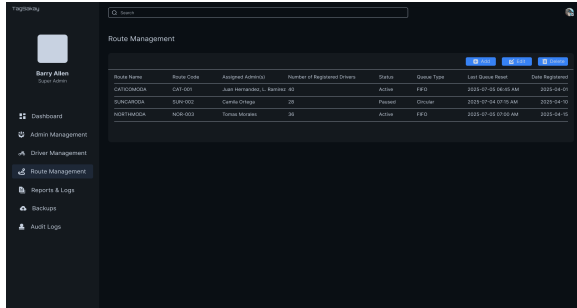 TagSakay
Search
Barry Allen
Super Admin
Dashboard
Admin Management
Driver Management
Route Management
Reports & Logs
Backups
Audit Logs
Route Management
Add Edit Delete
Route Name Route Code Assigned Admin(s) Number of Registered Drivers Status Queue Type Last Queue Reset Date Registered
CATICOMODA CAT-001 Juan Hernandez, L. Ramirez 40 Active FIFO 2025-07-05 06:45 AM 2025-04-01
SUNCARODA SUN-002 Camila Ortega 28 Paused Circular 2025-07-04 07:15 AM 2025-04-10
NORTHMODA NOR-003 Tomas Morales 36 Active FIFO 2025-07-05 07:00 AM 2025-04-15